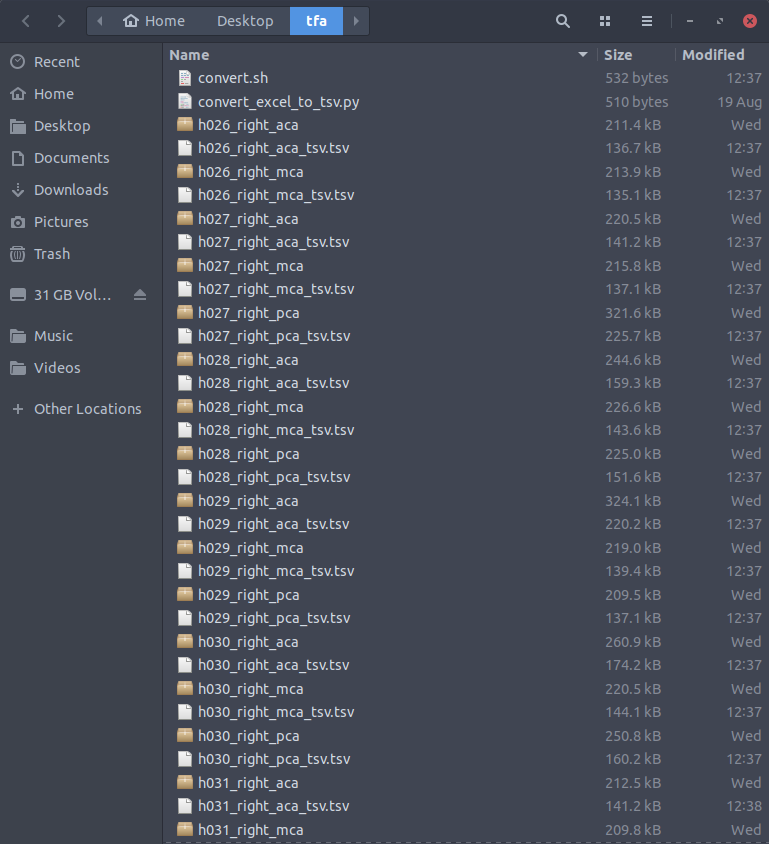 Home Desktop tfa
Name Size Modified
Recent
Home
Desktop
Documents
Downloads
Pictures
Trash
31 GB Vol...
Music
Videos
Other Locations
convert.sh 532 bytes 12:37
convert_excel_to_tsv.py 510 bytes 19 Aug
h026_right_aca 211.4 kB Wed
h026_right_aca_tsv.tsv 136.7 kB 12:37
h026_right_mca 213.9 kB Wed
h026_right_mca_tsv.tsv 135.1 kB 12:37
h027_right_aca 220.5 kB Wed
h027_right_aca_tsv.tsv 141.2 kB 12:37
h027_right_mca 215.8 kB Wed
h027_right_mca_tsv.tsv 137.1 kB 12:37
h027_right_pca 321.6 kB Wed
h027_right_pca_tsv.tsv 225.7 kB 12:37
h028_right_aca 244.6 kB Wed
h028_right_aca_tsv.tsv 159.3 kB 12:37
h028_right_mca 226.6 kB Wed
h028_right_mca_tsv.tsv 143.6 kB 12:37
h028_right_pca 225.0 kB Wed
h028_right_pca_tsv.tsv 151.6 kB 12:37
h029_right_aca 324.1 kB Wed
h029_right_aca_tsv.tsv 220.2 kB 12:37
h029_right_mca 219.0 kB Wed
h029_right_mca_tsv.tsv 139.4 kB 12:37
h029_right_pca 209.5 kB Wed
h029_right_pca_tsv.tsv 137.1 kB 12:37
h030_right_aca 260.9 kB Wed
h030_right_aca_tsv.tsv 174.2 kB 12:37
h030_right_mca 220.5 kB Wed
h030_right_mca_tsv.tsv 144.1 kB 12:37
h030_right_pca 250.8 kB Wed
h030_right_pca_tsv.tsv 160.2 kB 12:37
h031_right_aca 212.5 kB Wed
h031_right_aca_tsv.tsv 141.2 kB 12:38
h031_right_mca 209.8 kB Wed